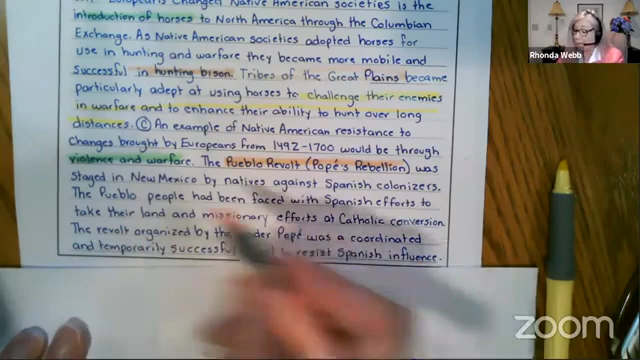 Europeans Changed Native American societies is the
introduction of horses to North America through the Columbian
Exchange. As Native American societies adopted horses for
use in hunting and warfare they became more mobile and
successful in hunting bison. Tribes of the Great Plains became
particularly adept at using horses to challenge their enemies
in warfare and to enhance their ability to hunt over long
distances. C An example of Native American resistance to
changes brought by Europeans from 1492-1700 would be through
violence and warfare. The Pueblo Revolt (Popé's Rebellion) was
staged in New Mexico by natives against Spanish colonizers.
The Pueblo people had been faced with Spanish efforts to
take their land and missionary efforts at Catholic conversion.
The revolt organized by the Popé was a coordinated
and temporarily successful resist Spanish influence.
Rhonda Webb
zoom